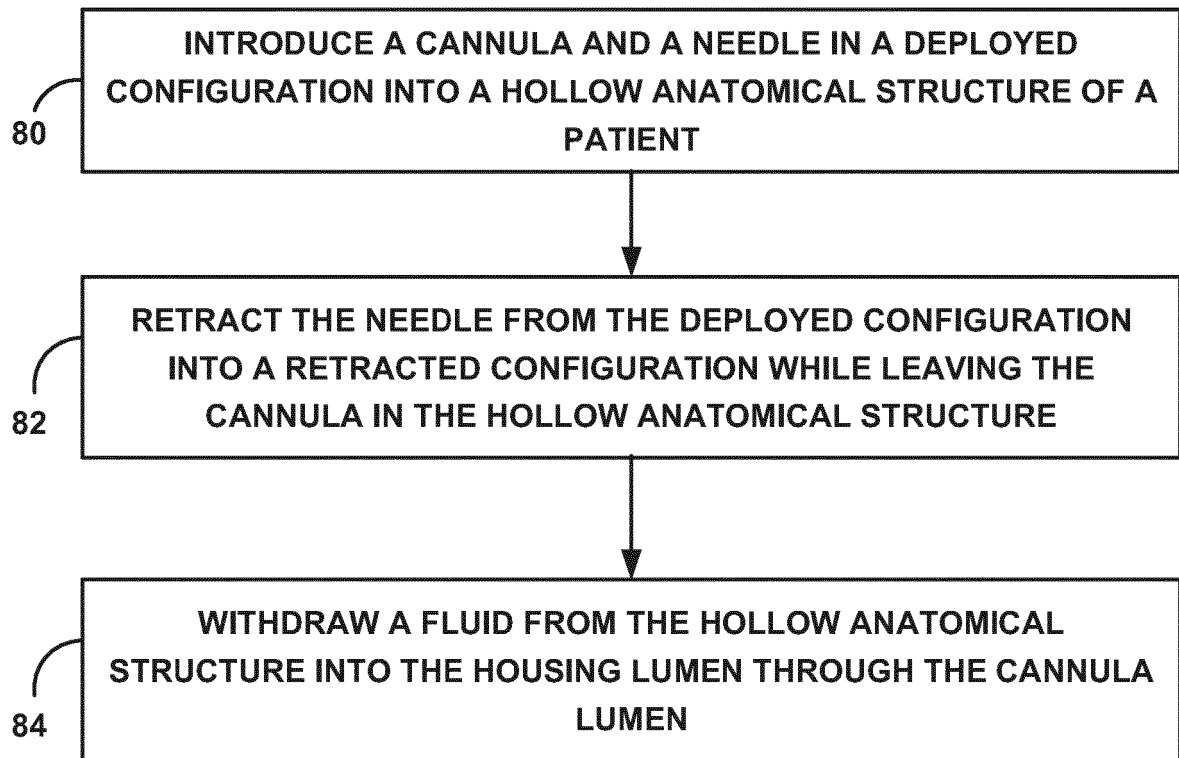 INTRODUCE A CANNULA AND A NEEDLE IN A DEPLOYED
CONFIGURATION INTO A HOLLOW ANATOMICAL STRUCTURE OF A
PATIENT
80
RETRACT THE NEEDLE FROM THE DEPLOYED CONFIGURATION
INTO A RETRACTED CONFIGURATION WHILE LEAVING THE
CANNULA IN THE HOLLOW ANATOMICAL STRUCTURE
82
WITHDRAW A FLUID FROM THE HOLLOW ANATOMICAL
STRUCTURE INTO THE HOUSING LUMEN THROUGH THE CANNULA
LUMEN
84